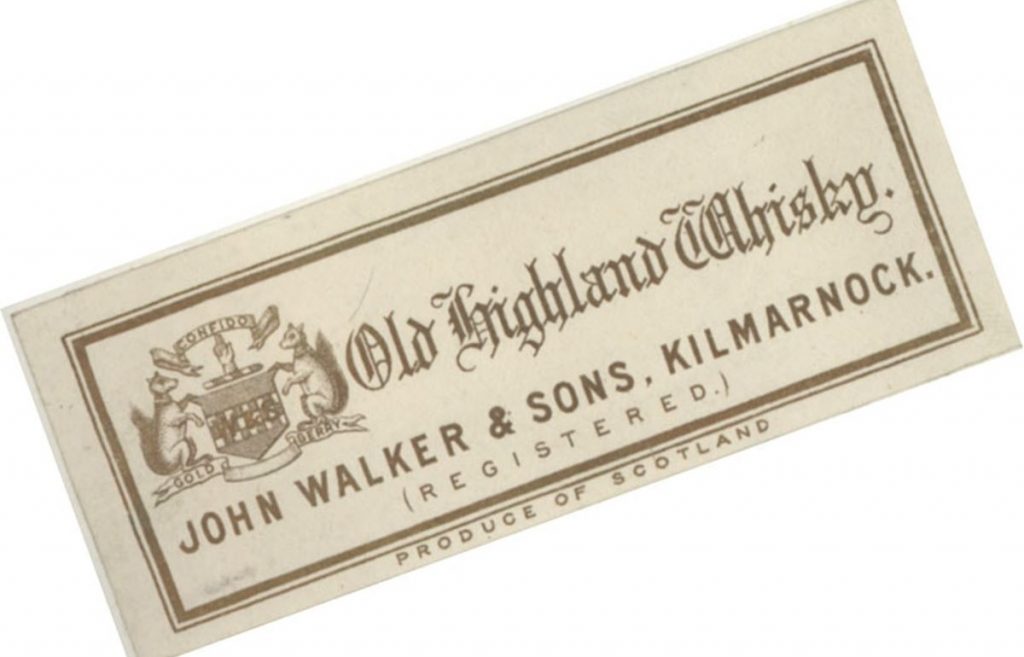 CONFIDO
GOLD BERRY
Old Highland Whisky.
JOHN WALKER & SONS, KILMARNOCK.
(REGISTERED.)
PRODUCE OF SCOTLAND